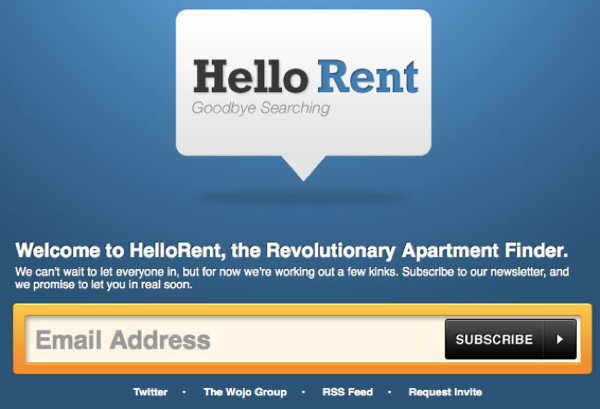 Hello Rent
Goodbye Searching
Welcome to HelloRent, the Revolutionary Apartment Finder.
We can't wait to let everyone in, but for now we're working out a few kinks. Subscribe to our newsletter, and
we promise to let you in real soon.
Email Address
SUBSCRIBE
Twitter • The Wojo Group • RSS Feed • Request Invite